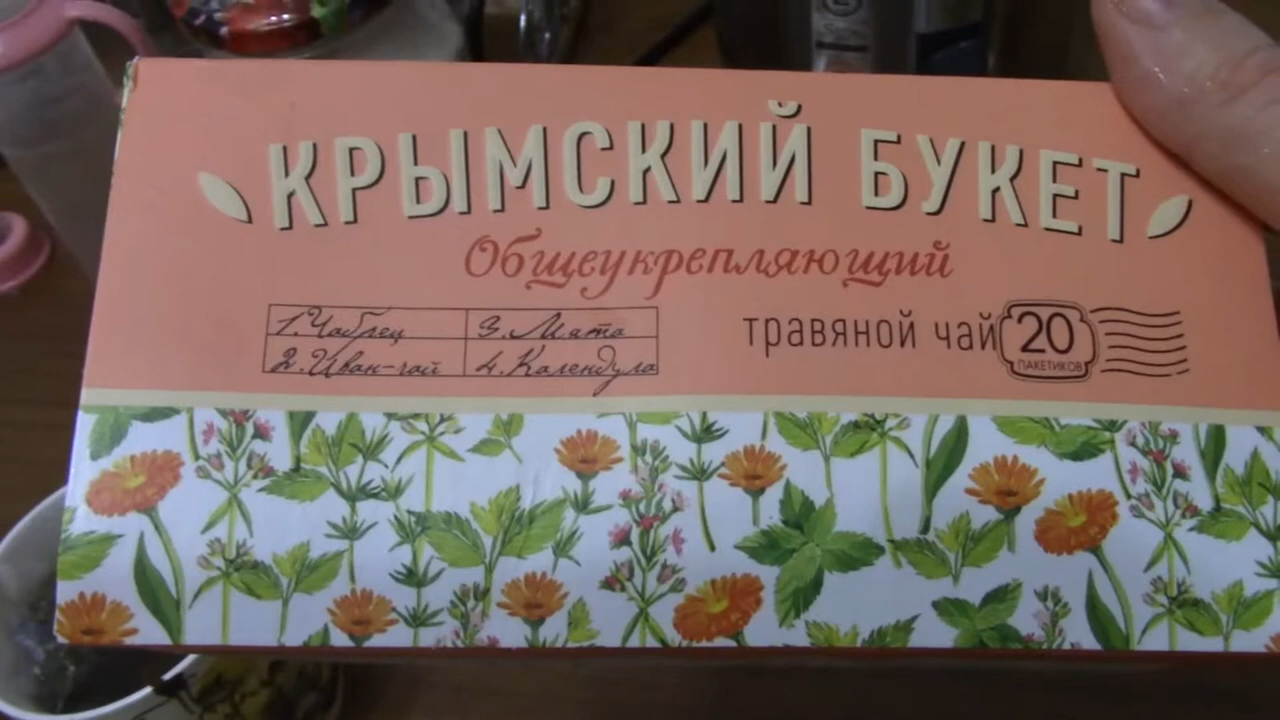 КРЫМСКИЙ БУКЕТ
Общеукрепляющий
1. Чабрец 3. Мята
2. Иван-чай 4. Календула
травяной чай 20
ПАКЕТИКОВ